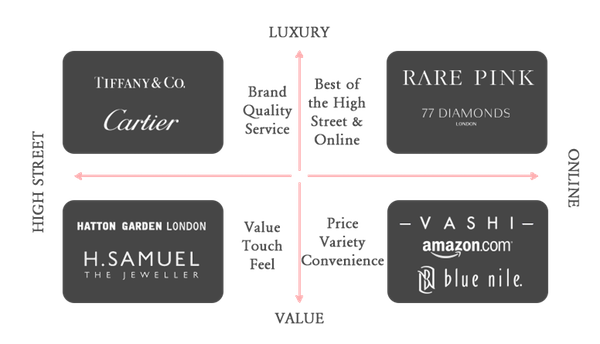 LUXURY
TIFFANY & CO.
Cartier
Brand
Quality
Service
Best of
the High
Street &
Online
RARE PINK
77 DIAMONDS
LONDON
HIGH STREET
ONLINE
HATTON GARDEN LONDON
H.SAMUEL
THE JEWELLER
Value
Touch
Feel
Price
Variety
Convenience
– VASHI –
amazon.com
blue nile.
VALUE